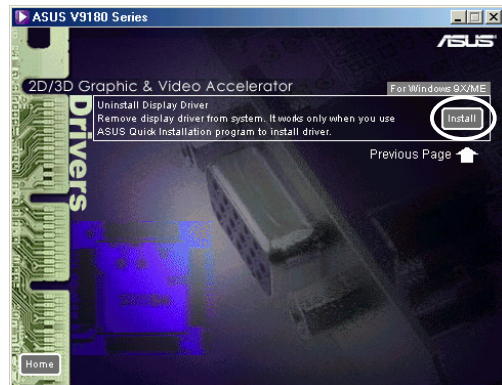 ASUS V9180 Series
ASUS
2D/3D Graphic & Video Accelerator
For Windows 9X/ME
Drivers
Uninstall Display Driver
Remove display driver from system. It works only when you use
ASUS Quick Installation program to install driver.
Install
Previous Page
Home